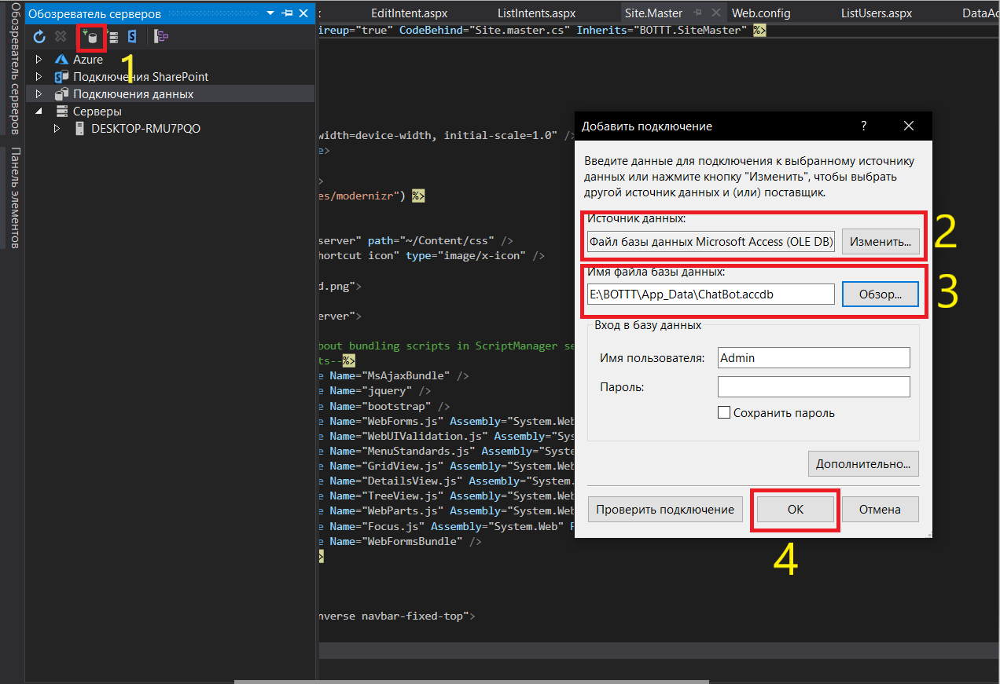 Обозреватель серверов
Панель элементов
Обозреватель серверов
1
Azure
Подключения SharePoint
Подключения данных
Серверы
DESKTOP-RMU7PQO
EditIntent.aspx ListIntents.aspx Site.Master Web.config ListUsers.aspx DataAc
ireup="true" CodeBehind="Site.master.cs" Inherits="BOTTT.SiteMaster" %>
width=device-width, initial-scale=1.0" />
e>
>
es/modernizr") %>
server" path="~/Content/css" />
hortcut icon" type="image/x-icon" />
d.png">
erver">
bout bundling scripts in ScriptManager se
ts--%>
e Name="MsAjaxBundle" />
e Name="jquery" />
e Name="bootstrap" />
e Name="WebForms.js" Assembly="System.Web
e Name="WebUIValidation.js" Assembly="Sys
e Name="MenuStandards.js" Assembly="Syste
e Name="GridView.js" Assembly="System.Web
e Name="DetailsView.js" Assembly="System.
e Name="TreeView.js" Assembly="System.Web
e Name="WebParts.js" Assembly="System.Web
e Name="Focus.js" Assembly="System.Web" P
e Name="WebFormsBundle" />
>
nverse navbar-fixed-top">
Добавить подключение ?
Введите данные для подключения к выбранному источнику
данных или нажмите кнопку "Изменить", чтобы выбрать
другой источник данных и (или) поставщик.
Источник данных:
Файл базы данных Microsoft Access (OLE DB) Изменить...
2
Имя файла базы данных:
E:\BOTTT\App_Data\ChatBot.accdb Обзор...
3
Вход в базу данных
Имя пользователя: Admin
Пароль:
Сохранить пароль
Дополнительно...
Проверить подключение ОК Отмена
4